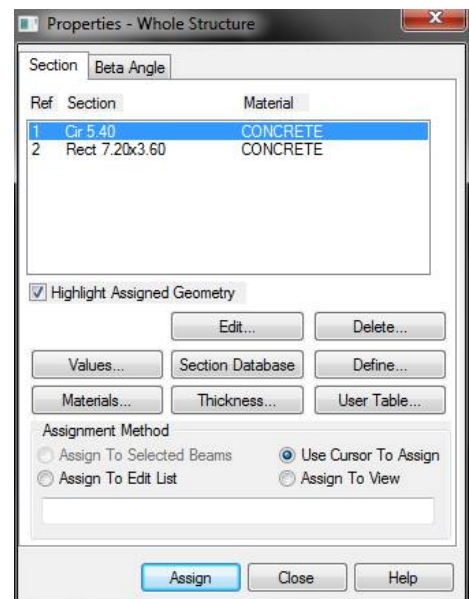 Properties - Whole Structure
Section Beta Angle
Ref Section Material
1 Cir 5.40 CONCRETE
2 Rect 7.20x3.60 CONCRETE
Highlight Assigned Geometry
Edit... Delete...
Values... Section Database Define...
Materials... Thickness... User Table...
Assignment Method
Assign To Selected Beams Use Cursor To Assign
Assign To Edit List Assign To View
Assign Close Help